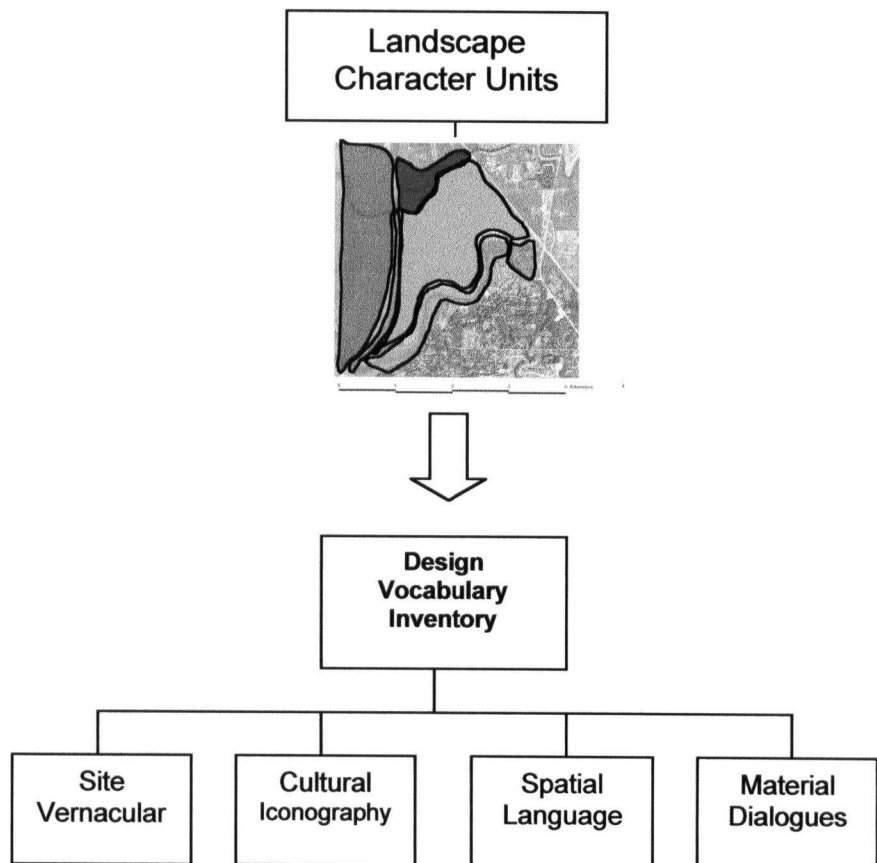 Landscape
Character Units
Design
Vocabulary
Inventory
Site
Vernacular
Cultural
Iconography
Spatial
Language
Material
Dialogues